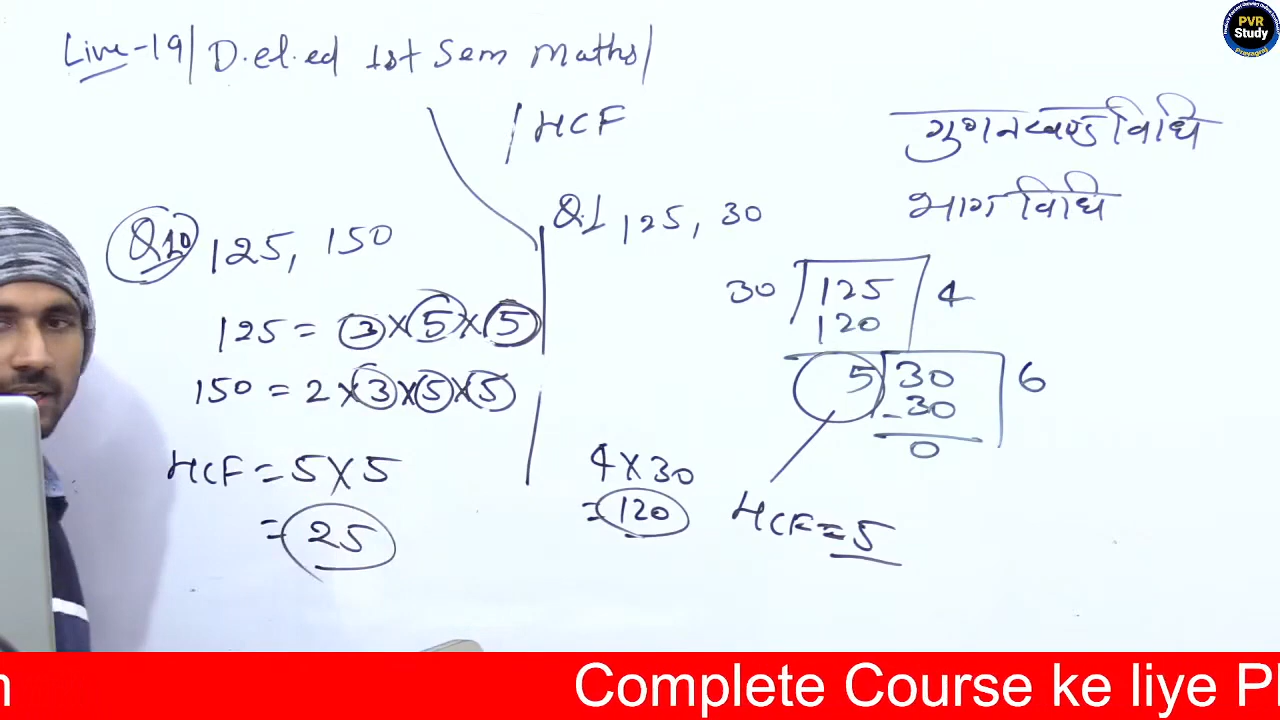 Live-19/ D.el.ed 1st Sem Maths/
/HCF
गुणनखण्ड विधि
भाग विधि
Q10 125, 150
125 = 3×5×5
150 = 2×3×5×5
HCF = 5×5
= 25
Q.1 125, 30
30 125 4
120
5 30 6
-30
0
4×30
= 120
HCF = 5
PVR
Study
Prayagraj
Complete Course ke liye